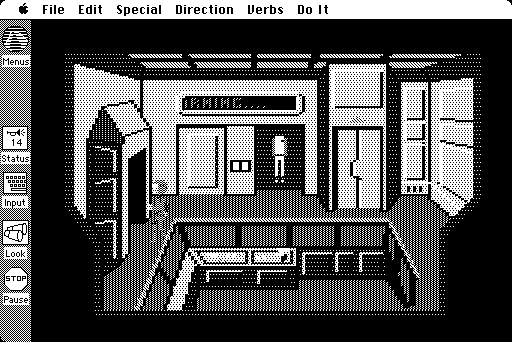 File Edit Special Direction Verbs Do It
Menus
14
Status
Input
Look
STOP
Pause